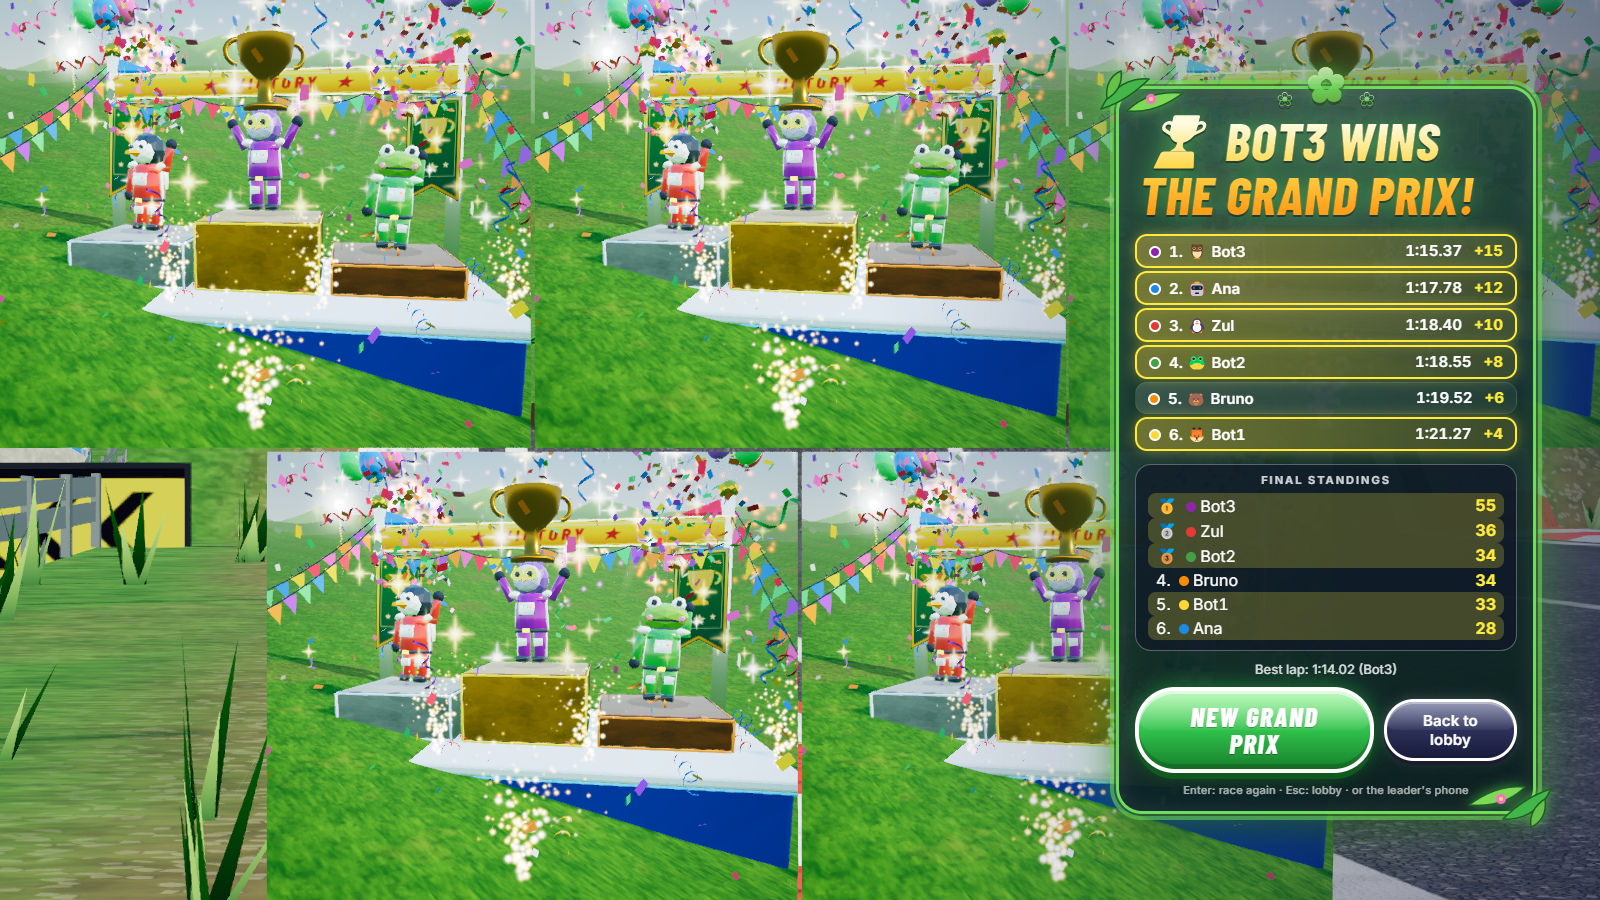 BOT3 WINS
THE GRAND PRIX!
1. Bot3 1:15.37 +15
2. Ana 1:17.78 +12
3. Zul 1:18.40 +10
4. Bot2 1:18.55 +8
5. Bruno 1:19.52 +6
6. Bot1 1:21.27 +4
FINAL STANDINGS
1 Bot3 55
2 Zul 36
3 Bot2 34
4. Bruno 34
5. Bot1 33
6. Ana 28
Best lap: 1:14.02 (Bot3)
NEW GRAND
PRIX
Back to
lobby
Enter: race again · Esc: lobby · or the leader's phone